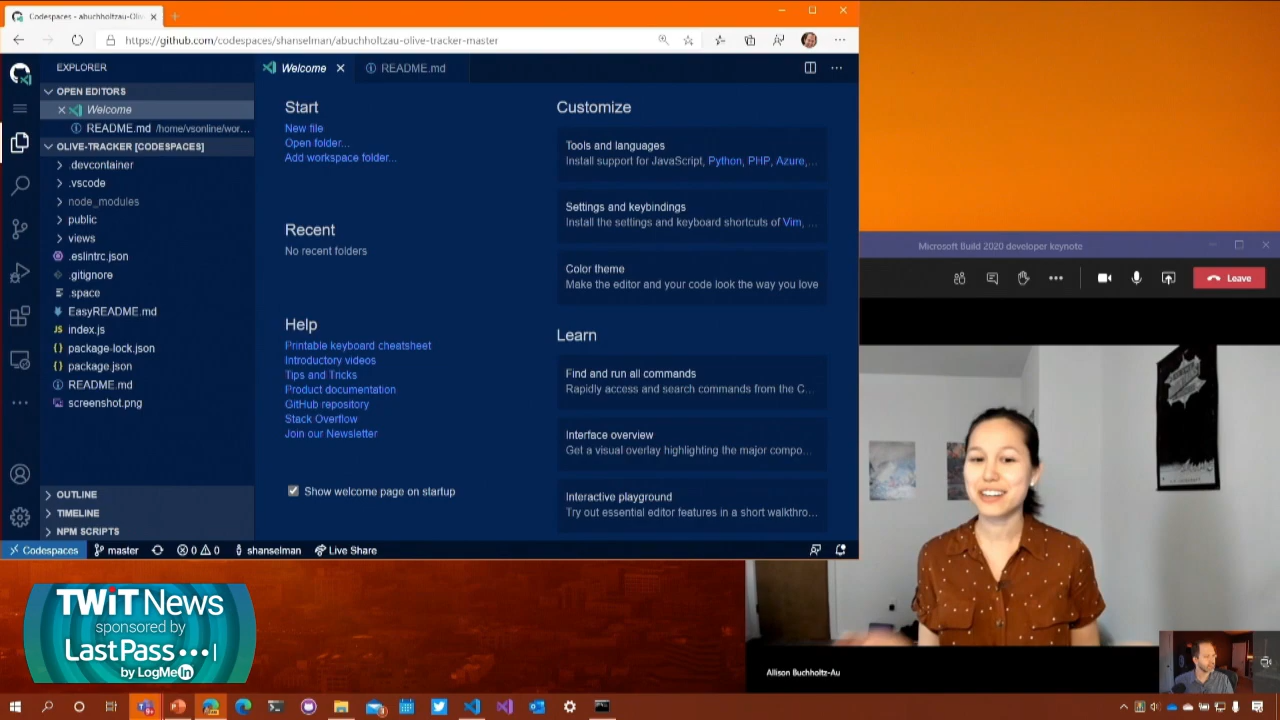 Codespaces - abuchholtzau-Oliv
https://github.com/codespaces/shanselman/abuchholtzau-olive-tracker-master
EXPLORER
OPEN EDITORS
Welcome
README.md /home/vsonline/wor...
OLIVE-TRACKER [CODESPACES]
.devcontainer
.vscode
node_modules
public
views
.eslintrc.json
.gitignore
.space
EasyREADME.md
JS index.js
{} package-lock.json
{} package.json
README.md
screenshot.png
OUTLINE
TIMELINE
NPM SCRIPTS
Welcome
README.md
Start
New file
Open folder...
Add workspace folder...
Recent
No recent folders
Help
Printable keyboard cheatsheet
Introductory videos
Tips and Tricks
Product documentation
GitHub repository
Stack Overflow
Join our Newsletter
Show welcome page on startup
Customize
Tools and languages
Install support for JavaScript, Python, PHP, Azure,...
Settings and keybindings
Install the settings and keyboard shortcuts of Vim, ...
Color theme
Make the editor and your code look the way you love
Learn
Find and run all commands
Rapidly access and search commands from the C...
Interface overview
Get a visual overlay highlighting the major compo...
Interactive playground
Try out essential editor features in a short walkthro...
Codespaces
master
0 0
shanselman
Live Share
Microsoft Build 2020 developer keynote
Leave
Allison Buchholtz-Au
TWiT News
sponsored by
LastPass
by LogMeIn